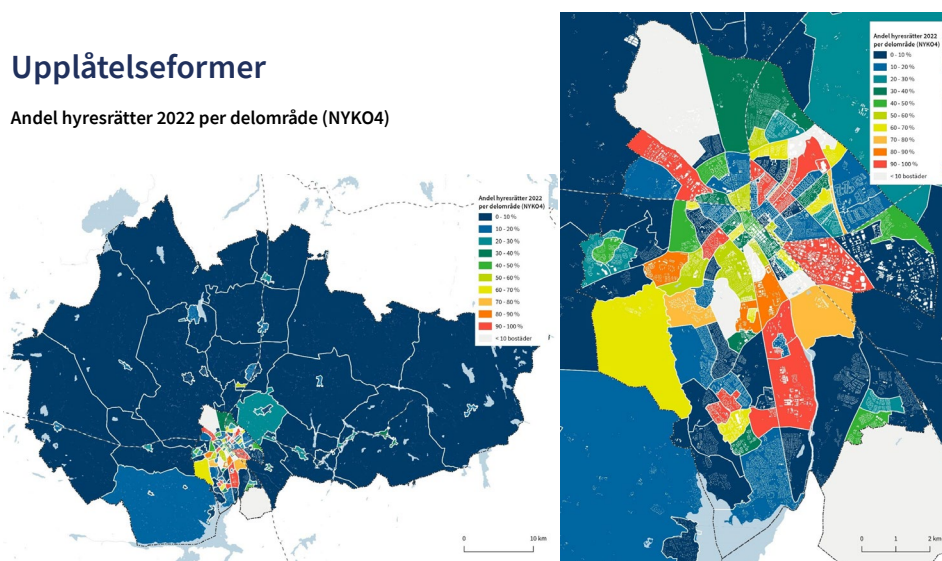 Upplåtelseformer
Andel hyresrätter 2022 per delområde (NYKO4)
Andel hyresrätter 2022
per delområde (NYKO4)
0 - 10 %
10 - 20 %
20 - 30 %
30 - 40 %
40 - 50 %
50 - 60 %
60 - 70 %
70 - 80 %
80 - 90 %
90 - 100 %
< 10 bostäder
0 10 km
Andel hyresrätter 2022
per delområde (NYKO4)
0 - 10 %
10 - 20 %
20 - 30 %
30 - 40 %
40 - 50 %
50 - 60 %
60 - 70 %
70 - 80 %
80 - 90 %
90 - 100 %
< 10 bostäder
0 1 2 km